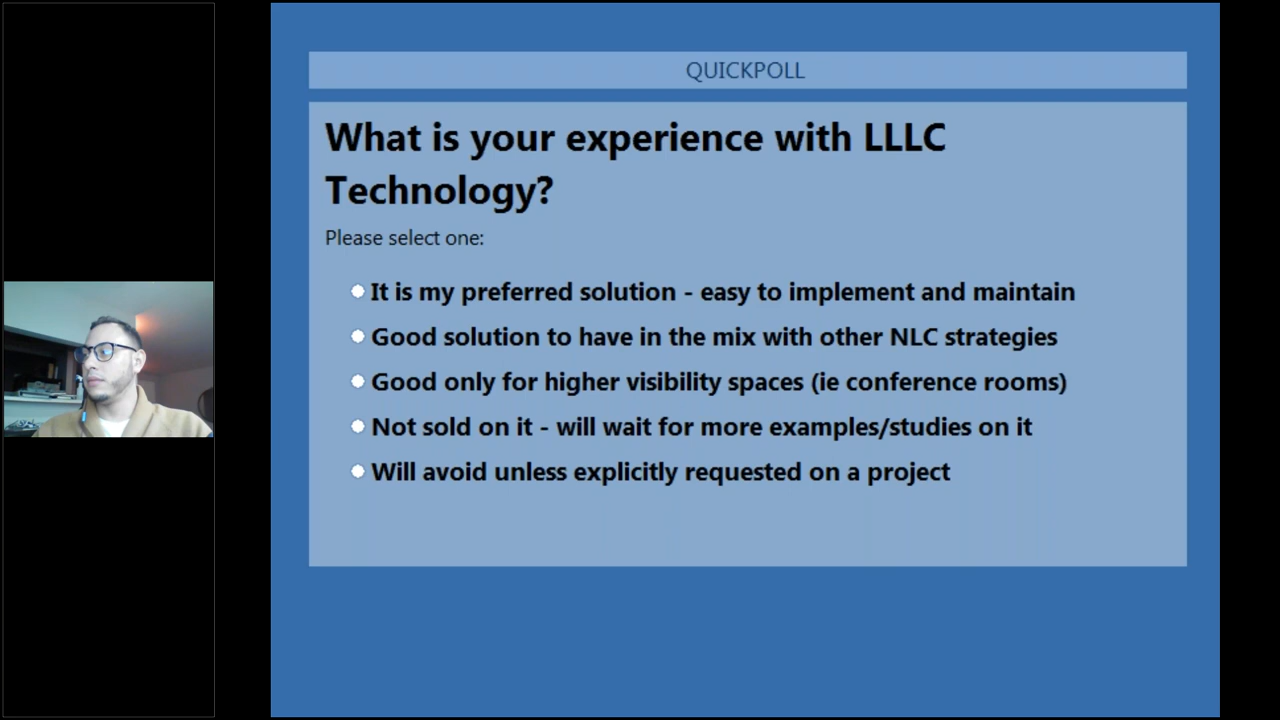 QUICKPOLL
What is your experience with LLLC
Technology?
Please select one:
It is my preferred solution - easy to implement and maintain
Good solution to have in the mix with other NLC strategies
Good only for higher visibility spaces (ie conference rooms)
Not sold on it - will wait for more examples/studies on it
Will avoid unless explicitly requested on a project